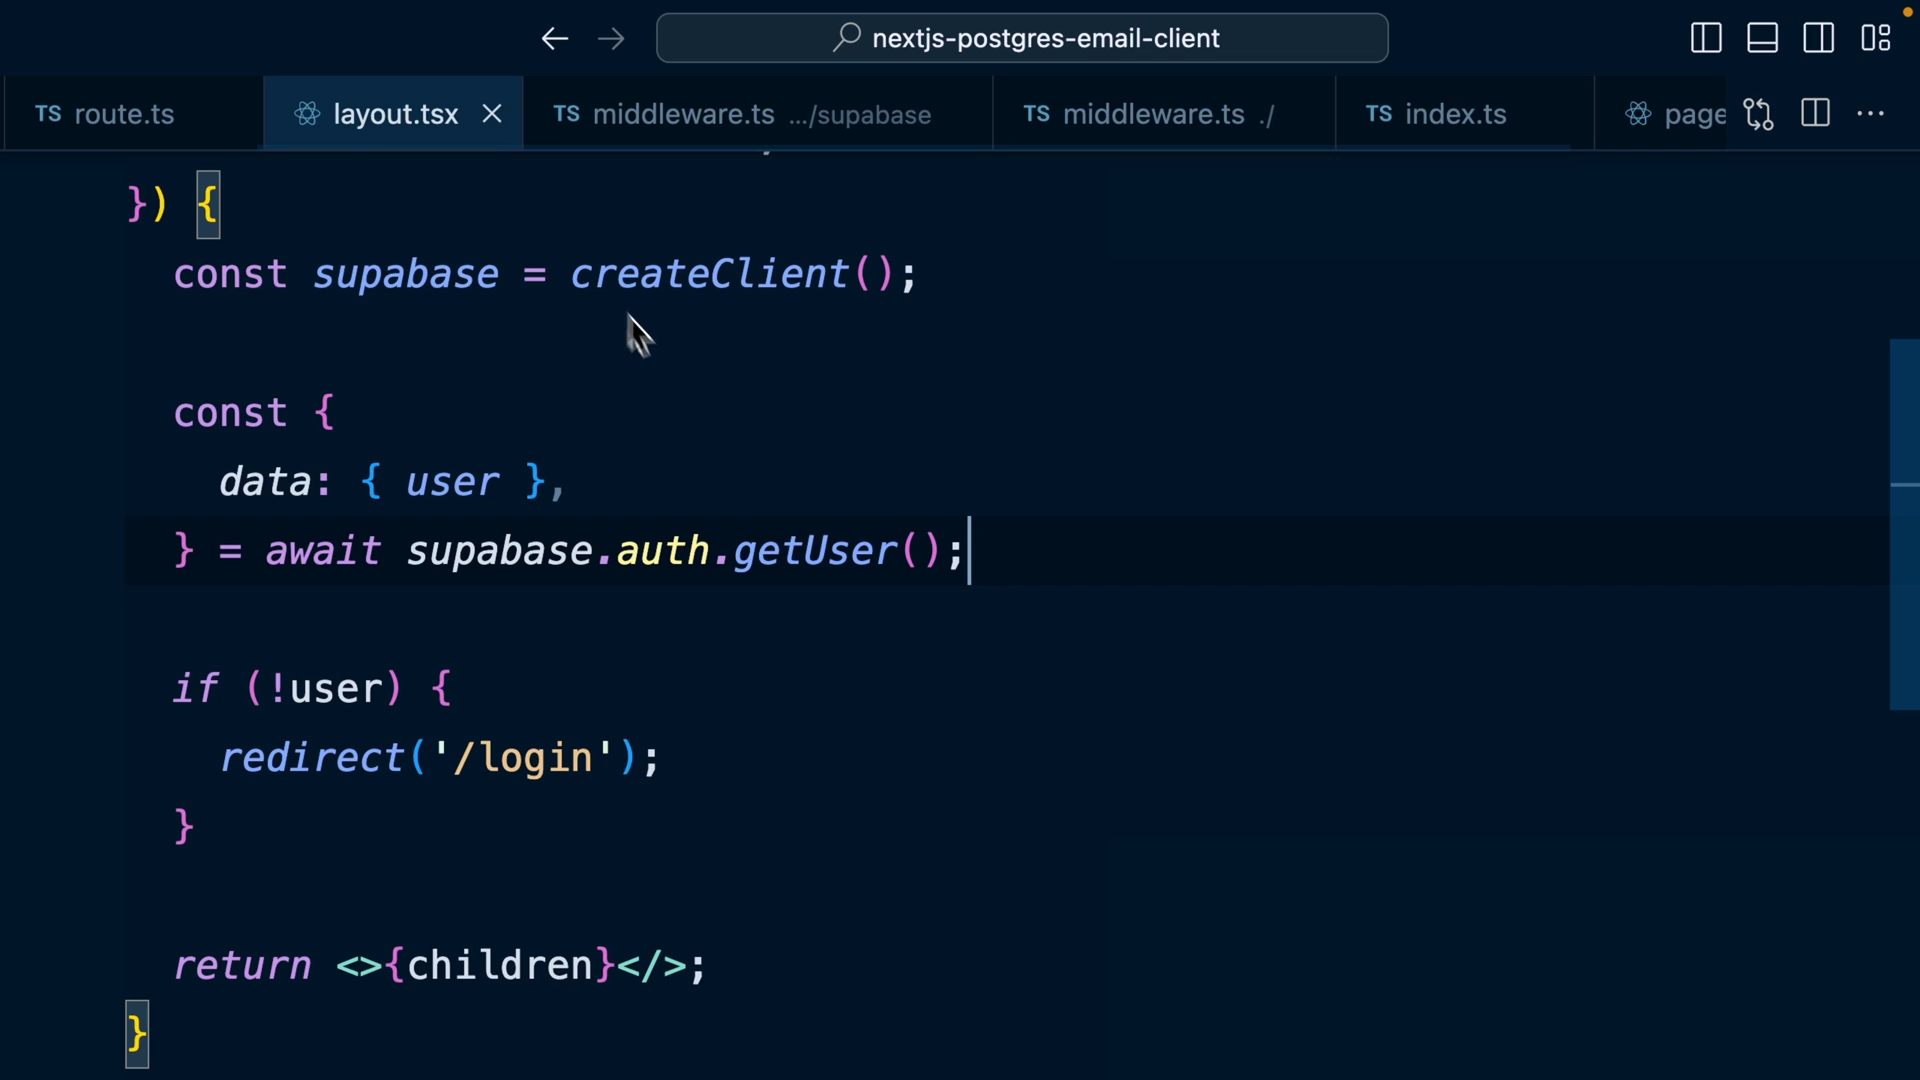 nextjs-postgres-email-client
TS route.ts layout.tsx TS middleware.ts .../supabase TS middleware.ts ./ TS index.ts page
}) {
const supabase = createClient();
const {
data: { user },
} = await supabase.auth.getUser();
if (!user) {
redirect('/login');
}
return <>{children}</>;
}